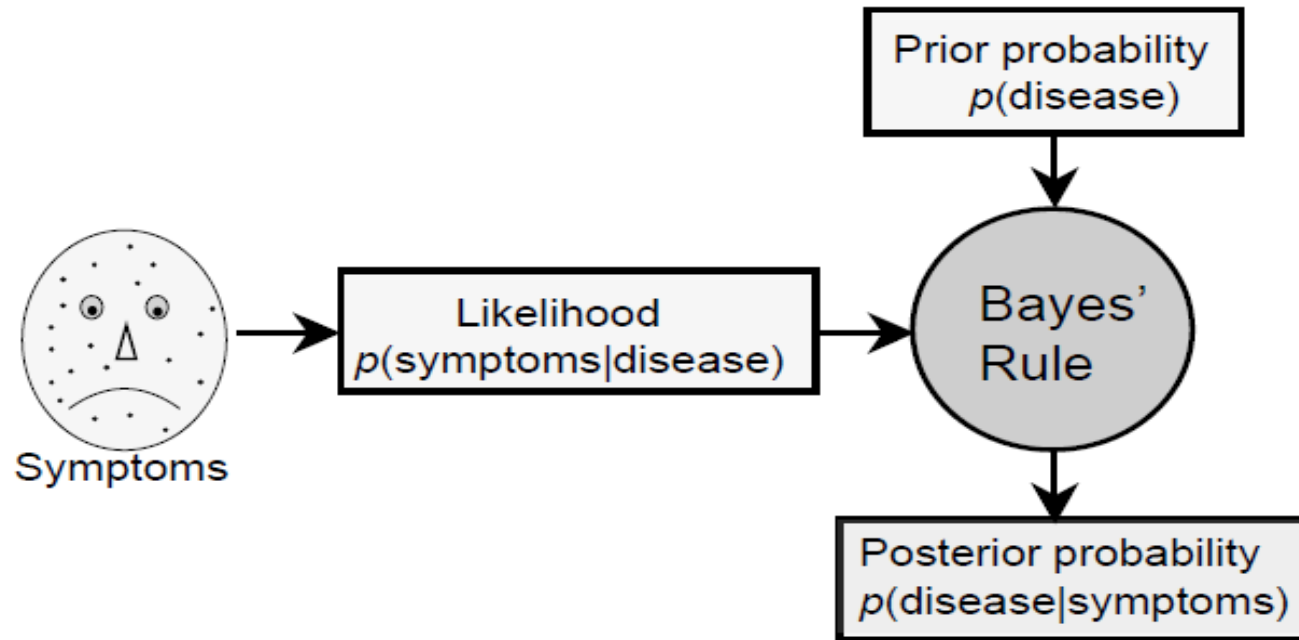 Prior probability
p(disease)
Likelihood
p(symptoms|disease)
Bayes’
Rule
Symptoms
Posterior probability
p(disease|symptoms)